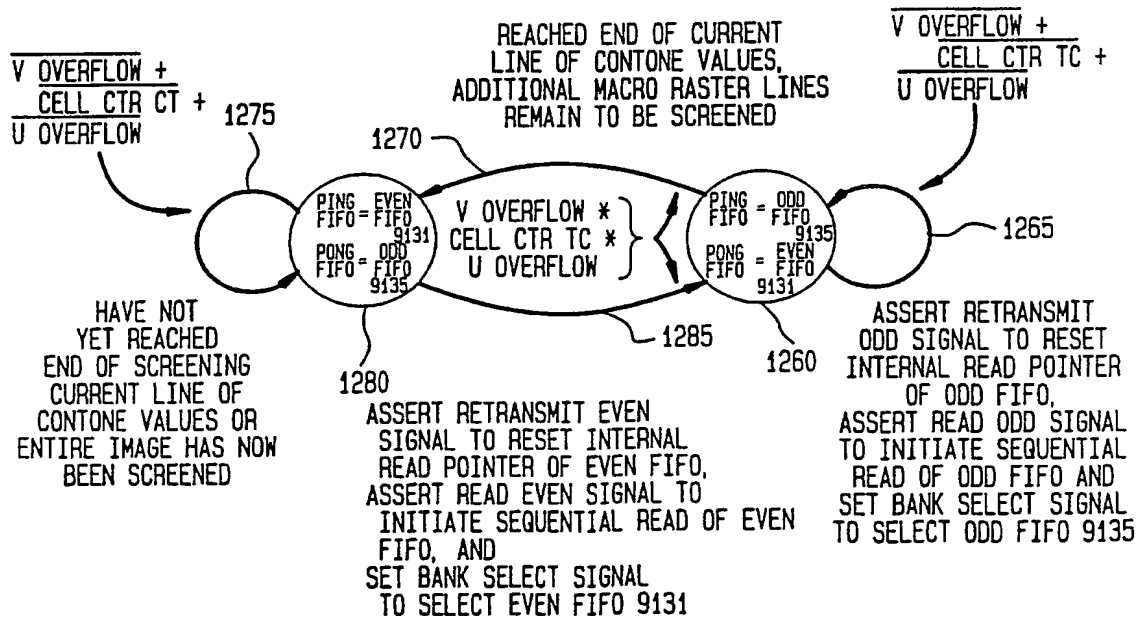 V OVERFLOW +
CELL CTR CT +
U OVERFLOW
1275
REACHED END OF CURRENT
LINE OF CONTONE VALUES,
ADDITIONAL MACRO RASTER LINES
REMAIN TO BE SCREENED
V OVERFLOW +
CELL CTR TC +
U OVERFLOW
1270
PING = EVEN
FIFO FIFO
9131
PONG = ODD
FIFO FIFO
9135
V OVERFLOW *
CELL CTR TC *
U OVERFLOW
PING = ODD
FIFO FIFO
9135
PONG = EVEN
FIFO FIFO
9131
1265
HAVE NOT
YET REACHED
END OF SCREENING
CURRENT LINE OF
CONTONE VALUES OR
ENTIRE IMAGE HAS NOW
BEEN SCREENED
1280
1285
1260
ASSERT RETRANSMIT EVEN
SIGNAL TO RESET INTERNAL
READ POINTER OF EVEN FIFO,
ASSERT READ EVEN SIGNAL TO
INITIATE SEQUENTIAL READ OF EVEN
FIFO, AND
SET BANK SELECT SIGNAL
TO SELECT EVEN FIFO 9131
ASSERT RETRANSMIT
ODD SIGNAL TO RESET
INTERNAL READ POINTER
OF ODD FIFO,
ASSERT READ ODD SIGNAL
TO INITIATE SEQUENTIAL
READ OF ODD FIFO AND
SET BANK SELECT SIGNAL
TO SELECT ODD FIFO 9135